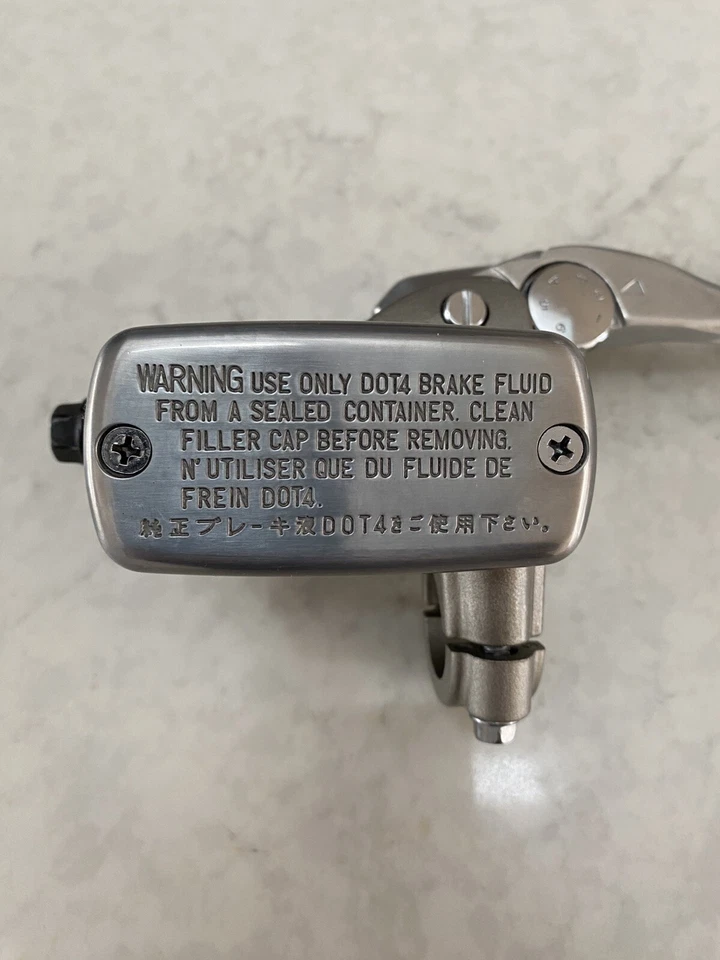 WARNING USE ONLY DOT4 BRAKE FLUID
FROM A SEALED CONTAINER. CLEAN
FILLER CAP BEFORE REMOVING.
N'UTILISER QUE DU FLUIDE DE
FREIN DOT4.
純正ブレーキ液DOT4をご使用下さい。